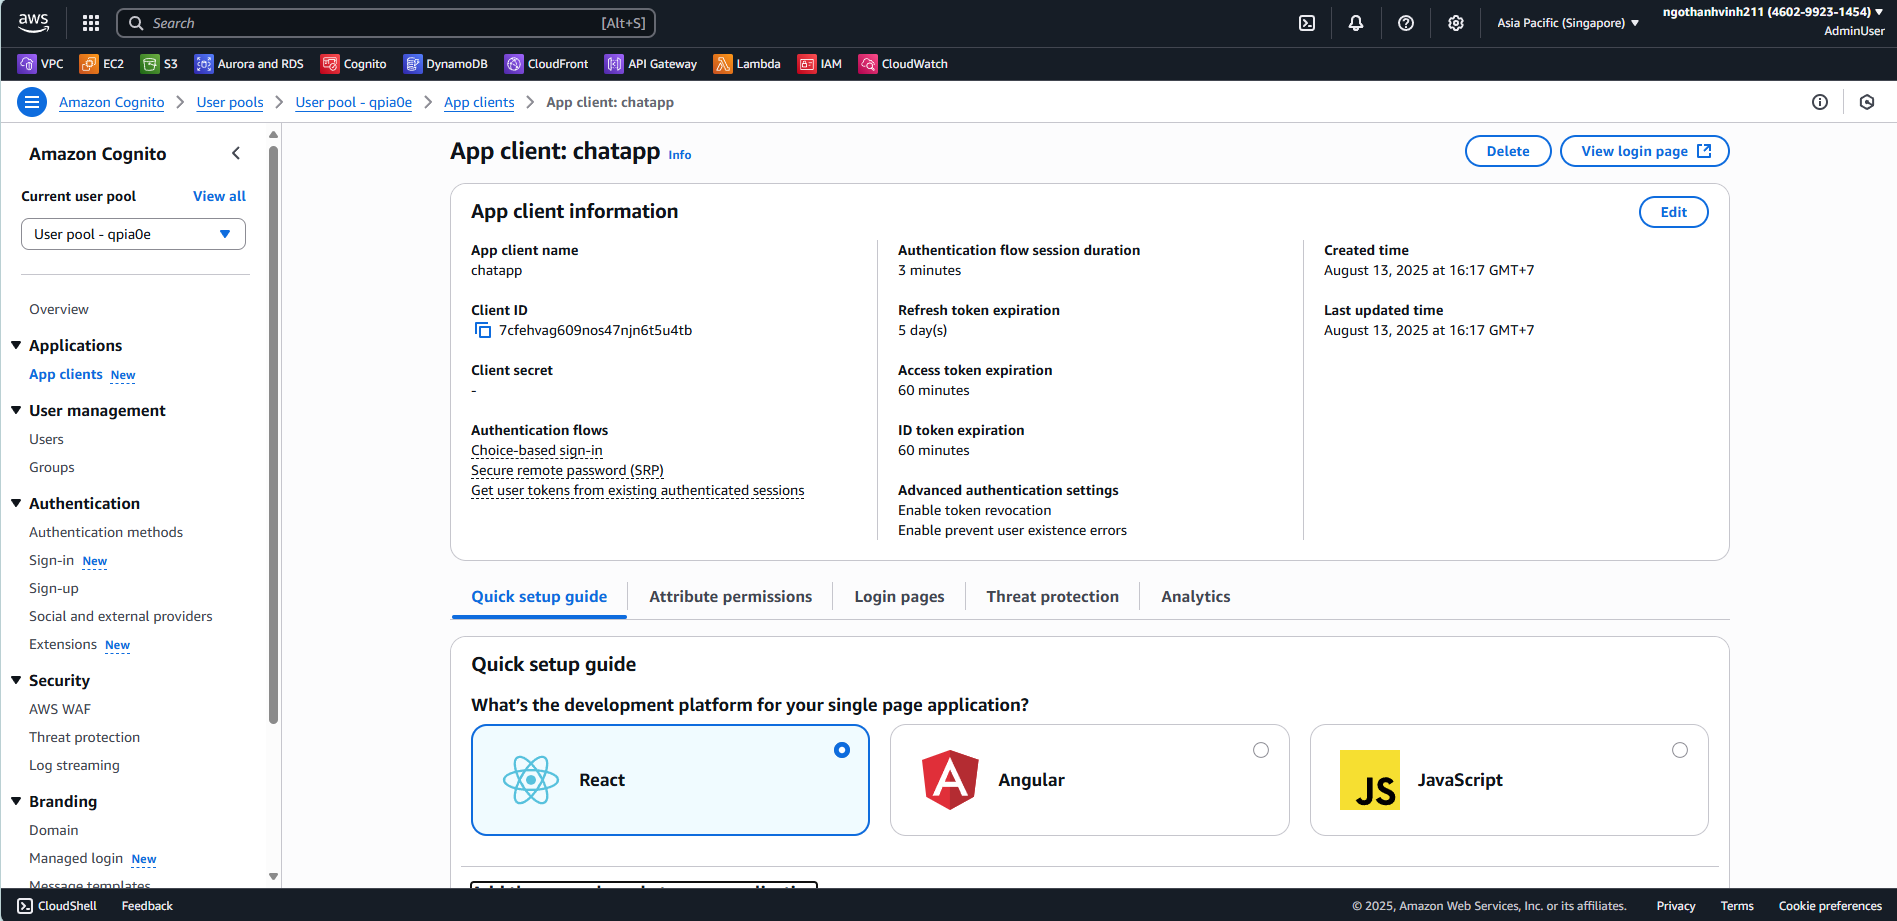 aws
Search [Alt+S]
Asia Pacific (Singapore)
ngothanhvinh211 (4602-9923-1454)
AdminUser
VPC EC2 S3 Aurora and RDS Cognito DynamoDB CloudFront API Gateway Lambda IAM CloudWatch
Amazon Cognito User pools User pool - qpia0e App clients App client: chatapp
Amazon Cognito
Current user pool View all
User pool - qpia0e
Overview
Applications
App clients New
User management
Users
Groups
Authentication
Authentication methods
Sign-in New
Sign-up
Social and external providers
Extensions New
Security
AWS WAF
Threat protection
Log streaming
Branding
Domain
Managed login New
Message templates
App client: chatapp Info
Delete View login page
App client information
Edit
App client name
chatapp
Client ID
7cfehvag609nos47njn6t5u4tb
Client secret
-
Authentication flows
Choice-based sign-in
Secure remote password (SRP)
Get user tokens from existing authenticated sessions
Authentication flow session duration
3 minutes
Refresh token expiration
5 day(s)
Access token expiration
60 minutes
ID token expiration
60 minutes
Advanced authentication settings
Enable token revocation
Enable prevent user existence errors
Created time
August 13, 2025 at 16:17 GMT+7
Last updated time
August 13, 2025 at 16:17 GMT+7
Quick setup guide Attribute permissions Login pages Threat protection Analytics
Quick setup guide
What's the development platform for your single page application?
React
Angular
JS JavaScript
CloudShell Feedback
© 2025, Amazon Web Services, Inc. or its affiliates. Privacy Terms Cookie preferences